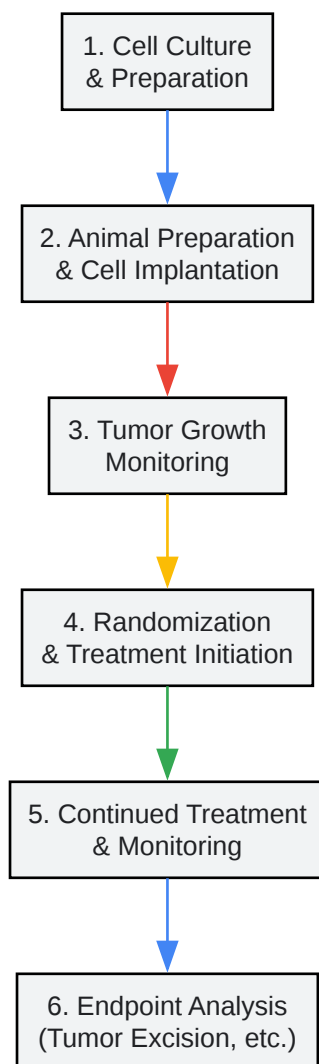 1. Cell Culture
& Preparation
2. Animal Preparation
& Cell Implantation
3. Tumor Growth
Monitoring
4. Randomization
& Treatment Initiation
5. Continued Treatment
& Monitoring
6. Endpoint Analysis
(Tumor Excision, etc.)